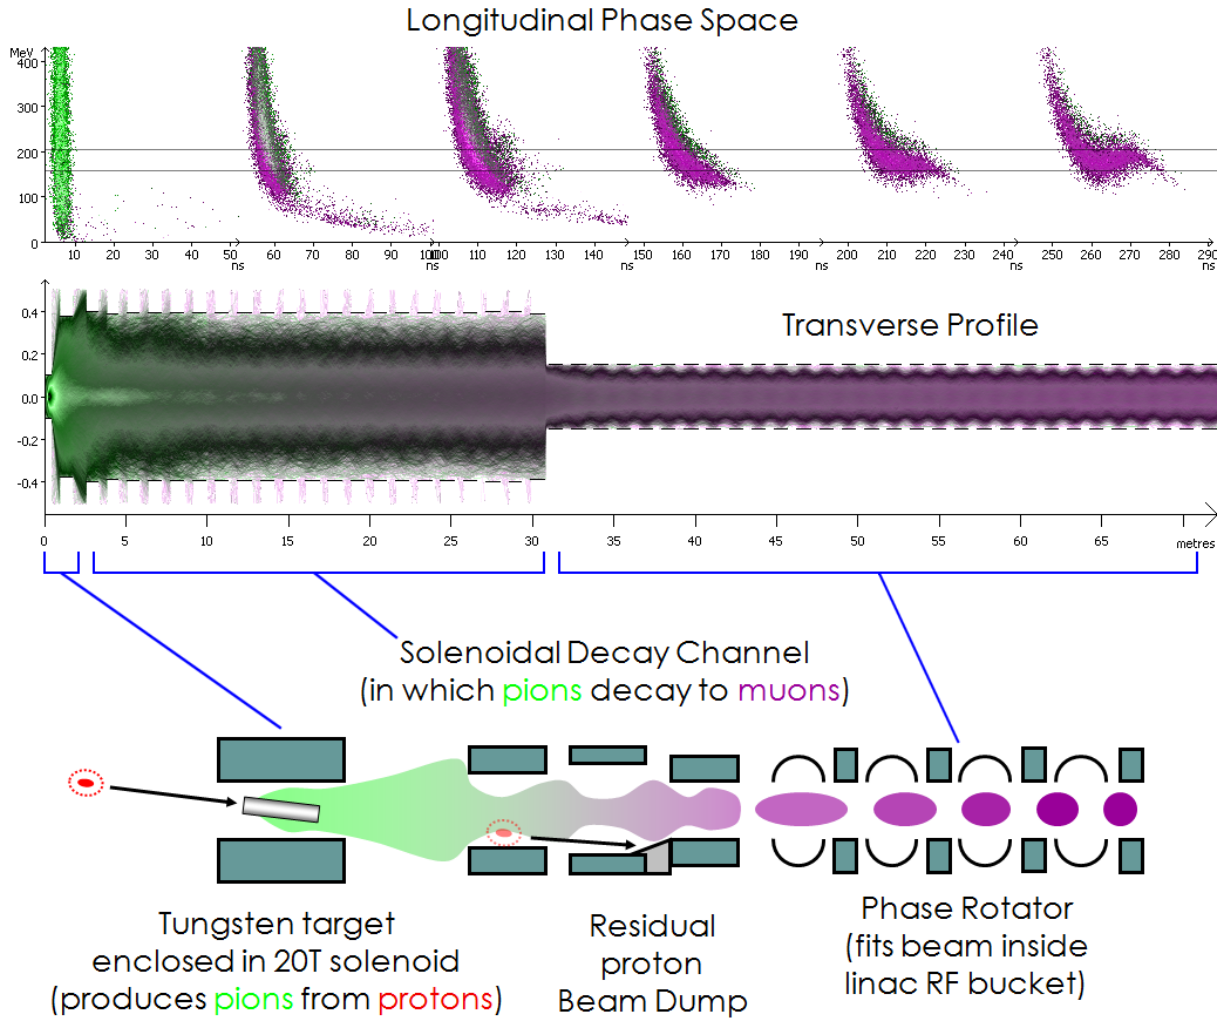 Longitudinal Phase Space
MeV
400
300
200
100
0
10 20 30 40 50 60 70 80 90 100 100 110 120 130 140 150 160 170 180 190 200 210 220 230 240 250 260 270 280 290
ns ns ns ns ns ns
Transverse Profile
0.4
0.2
0.0
-0.2
-0.4
0 5 10 15 20 25 30 35 40 45 50 55 60 65 metres
Solenoidal Decay Channel
(in which pions decay to muons)
Tungsten target
enclosed in 20T solenoid
(produces pions from protons)
Residual
proton
Beam Dump
Phase Rotator
(fits beam inside
linac RF bucket)